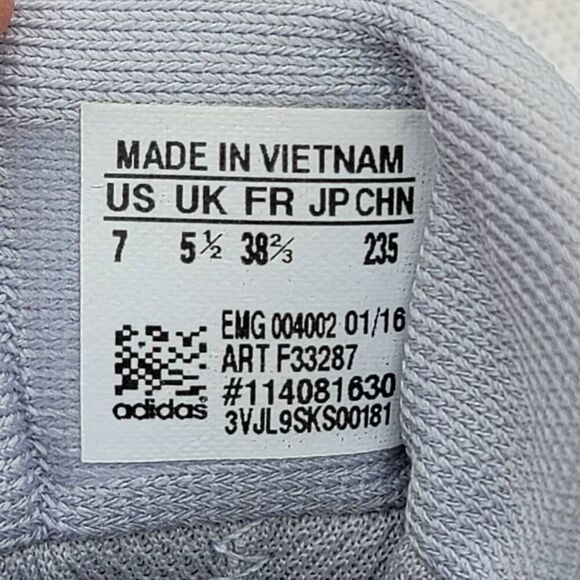 MADE IN VIETNAM
US UK FR JP CHN
7 5½ 38⅔ 235
EMG 004002 01/16
ART F33287
#114081630
adidas® 3VJL9SKS00181